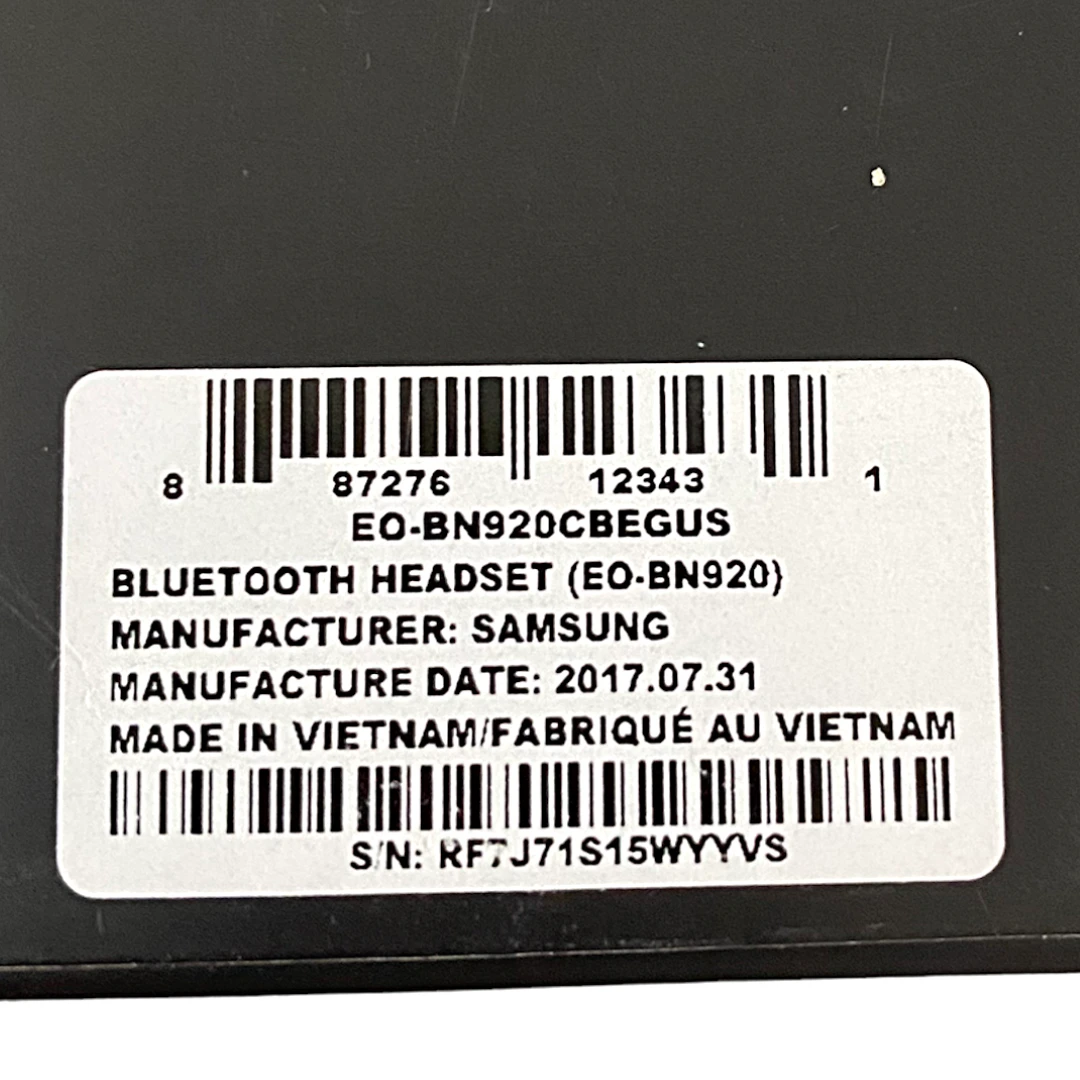 8 87276 12343 1
EO-BN920CBEGUS
BLUETOOTH HEADSET (EO-BN920)
MANUFACTURER: SAMSUNG
MANUFACTURE DATE: 2017.07.31
MADE IN VIETNAM/FABRIQUÉ AU VIETNAM
S/N: RF7J71S15WYYVS